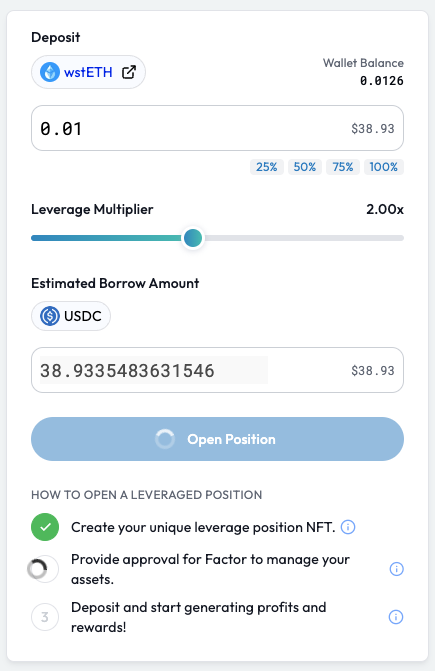 Deposit
wstETH
Wallet Balance
0.0126
0.01
$38.93
25% 50% 75% 100%
Leverage Multiplier
2.00x
Estimated Borrow Amount
USDC
38.9335483631546
$38.93
Open Position
HOW TO OPEN A LEVERAGED POSITION
Create your unique leverage position NFT.
Provide approval for Factor to manage your
assets.
3
Deposit and start generating profits and
rewards!